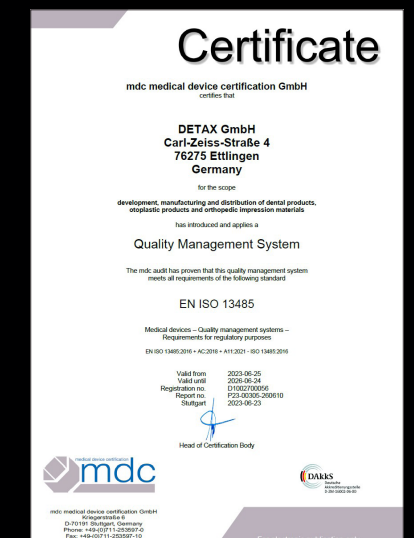 Certificate
mdc medical device certification GmbH
certifies that
DETAX GmbH
Carl-Zeiss-Straße 4
76275 Ettlingen
Germany
for the scope
development, manufacturing and distribution of dental products,
otoplastic products and orthopedic impression materials
has introduced and applies a
Quality Management System
The mdc audit has proven that this quality management system
meets all requirements of the following standard
EN ISO 13485
Medical devices – Quality management systems –
Requirements for regulatory purposes
EN ISO 13485:2016 + AC:2018 + A11:2021 - ISO 13485:2016
Valid from 2023-06-25
Valid until 2026-06-24
Registration no. D1002700056
Report no. P23-00305-260610
Stuttgart 2023-06-23
Head of Certification Body
medical device certification
mdc
DAkkS
Deutsche
Akkreditierungsstelle
mdc medical device certification GmbH
Kriegerstraße 6
D-70191 Stuttgart, Germany
Phone: +49-(0)711-253597-0
Fax: +49-(0)711-253597-10